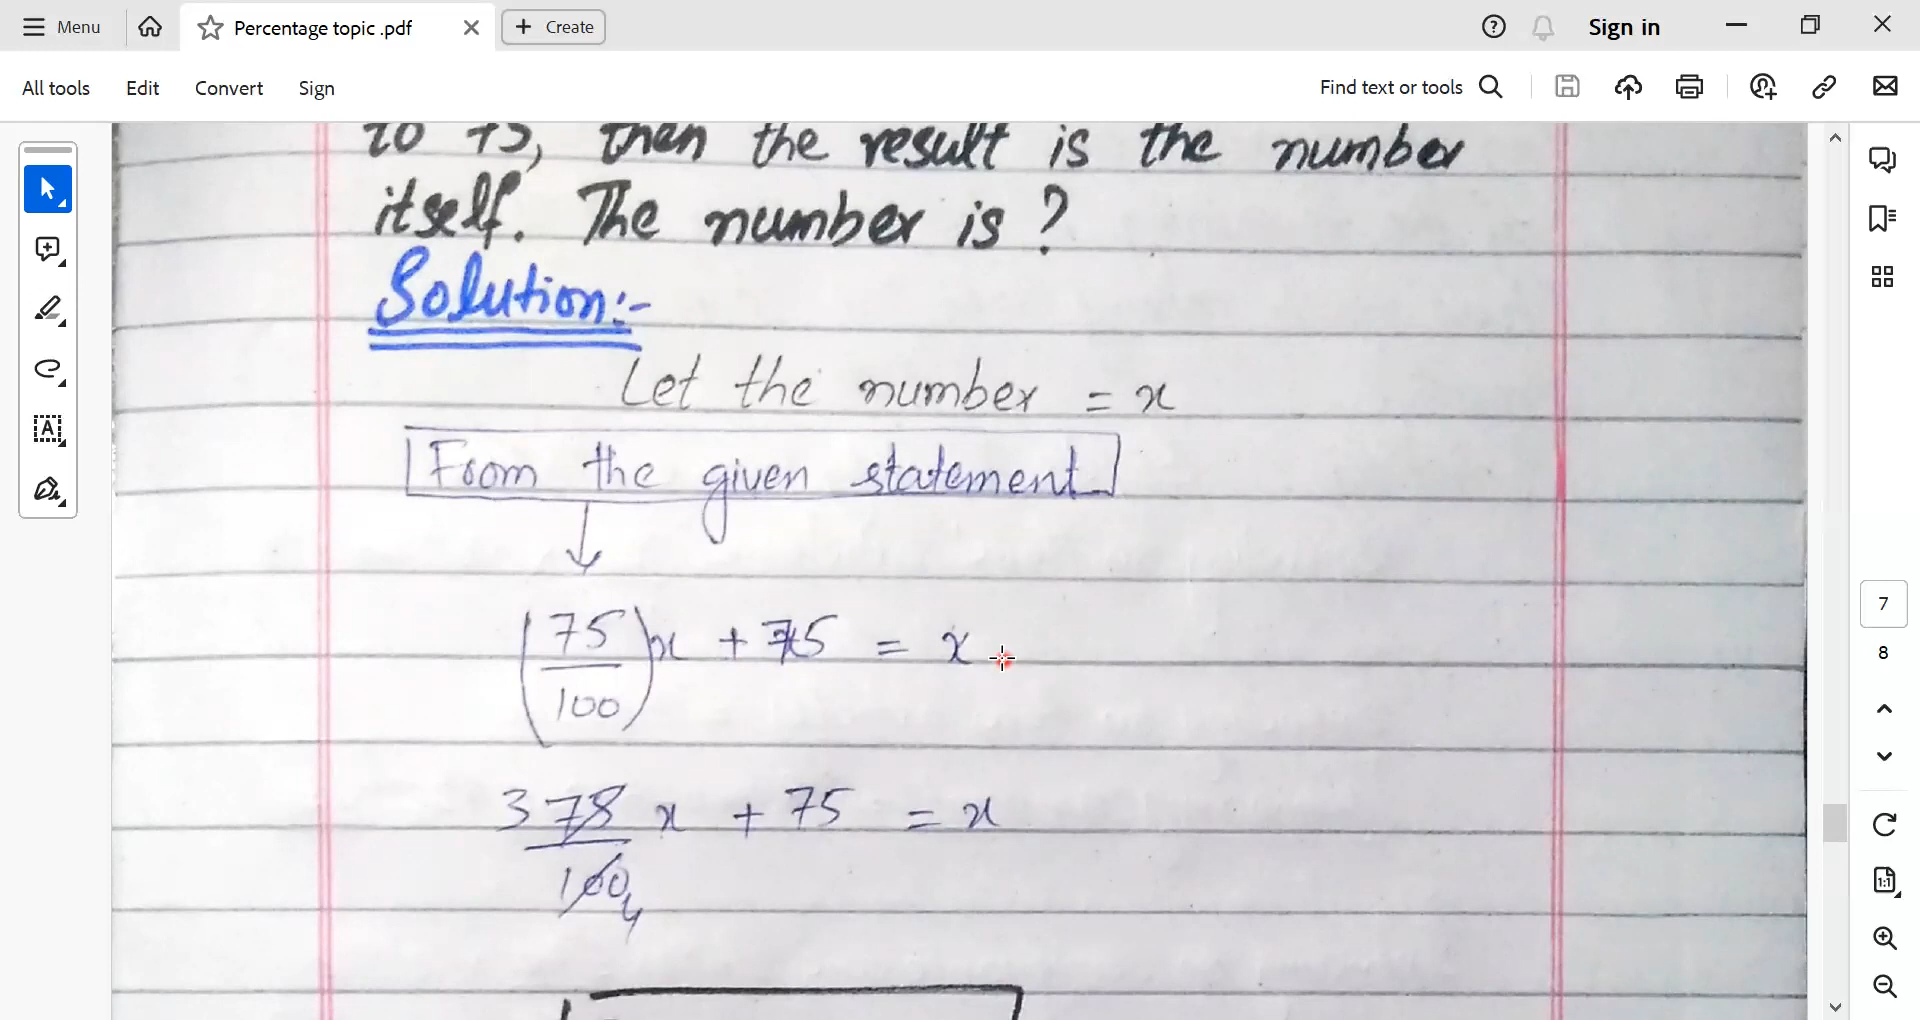 Menu
Percentage topic .pdf
Create
Sign in
All tools
Edit
Convert
Sign
Find text or tools
to 75, then the result is the number
itself. The number is ?
Solution:-
Let the number = x
From the given statement
(75/100)x + 75 = x
3 75/100 4 x + 75 = x
7
8
1:1